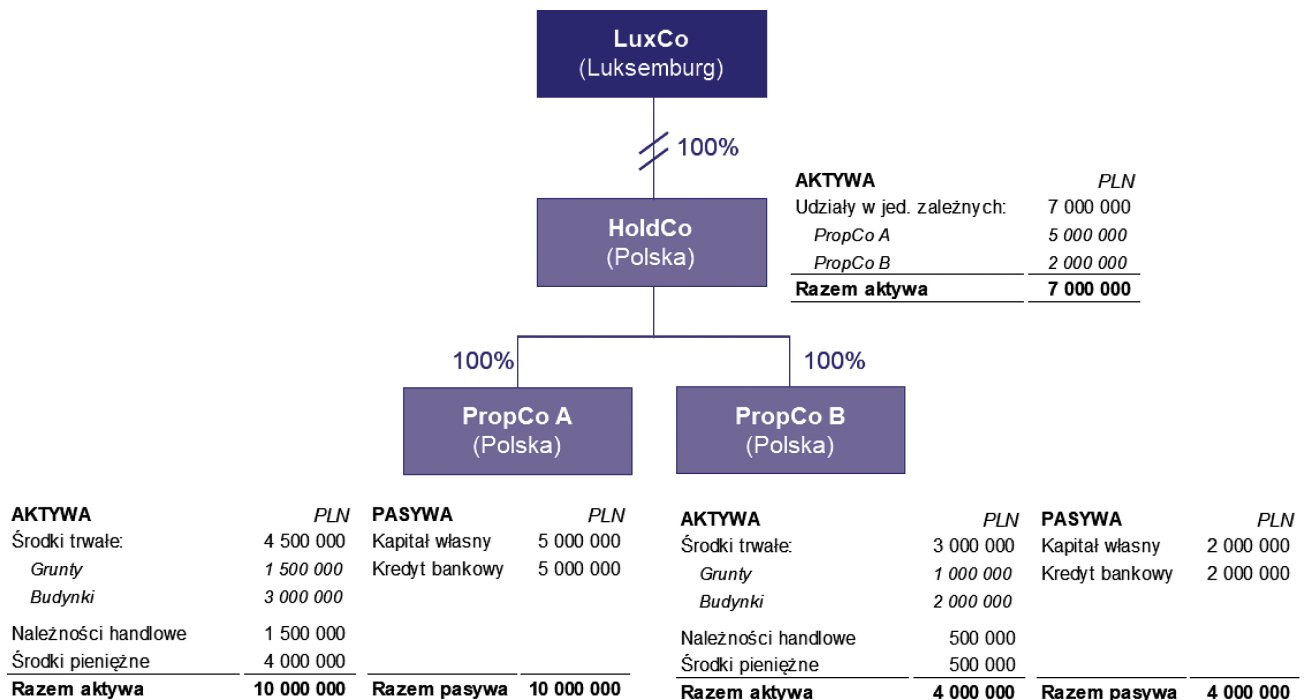 LuxCo
(Luksemburg)
100%
AKTYWA PLN
Udziały w jed. zależnych: 7 000 000
PropCo A 5 000 000
PropCo B 2 000 000
Razem aktywa 7 000 000
HoldCo
(Polska)
100% 100%
PropCo A
(Polska)
PropCo B
(Polska)
AKTYWA PLN PASYWA PLN
Środki trwałe: 4 500 000 Kapitał własny 5 000 000
Grunty 1 500 000 Kredyt bankowy 5 000 000
Budynki 3 000 000
Należności handlowe 1 500 000
Środki pieniężne 4 000 000
Razem aktywa 10 000 000 Razem pasywa 10 000 000
AKTYWA PLN PASYWA PLN
Środki trwałe: 3 000 000 Kapitał własny 2 000 000
Grunty 1 000 000 Kredyt bankowy 2 000 000
Budynki 2 000 000
Należności handlowe 500 000
Środki pieniężne 500 000
Razem aktywa 4 000 000 Razem pasywa 4 000 000